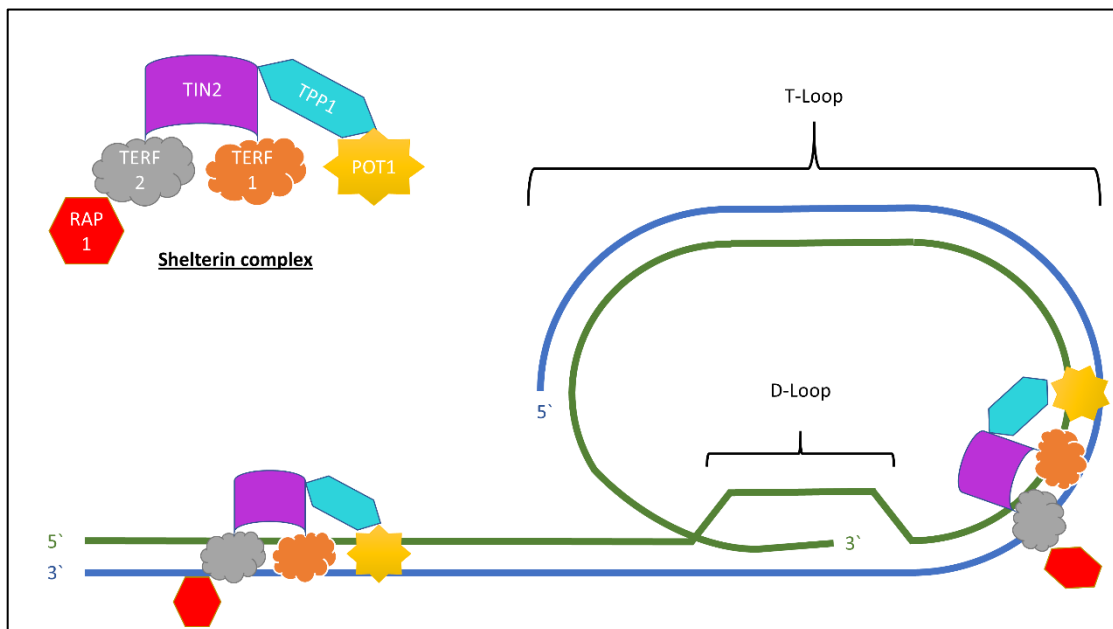 TIN2
TPP1
TERF
2
TERF
1
POT1
RAP
1
Shelterin complex
T-Loop
D-Loop
5`
5`
3`
3`